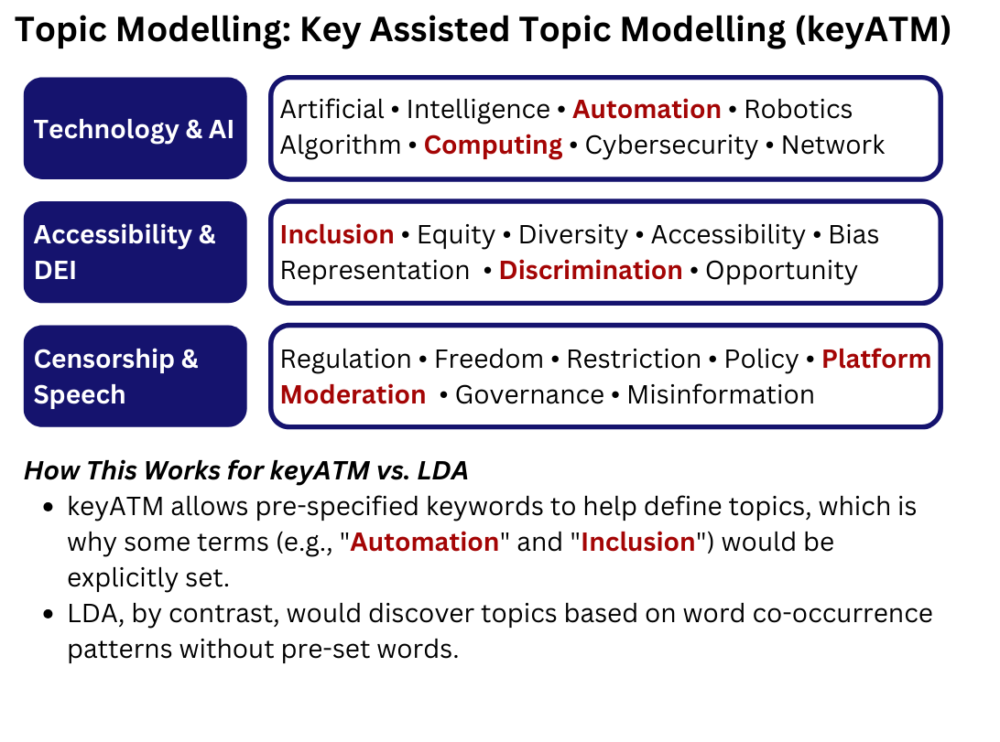 Topic Modelling: Key Assisted Topic Modelling (keyATM)
Technology & AI
Artificial • Intelligence • Automation • Robotics
Algorithm • Computing • Cybersecurity • Network
Accessibility &
DEI
Inclusion • Equity • Diversity • Accessibility • Bias
Representation • Discrimination • Opportunity
Censorship &
Speech
Regulation • Freedom • Restriction • Policy • Platform
Moderation • Governance • Misinformation
How This Works for keyATM vs. LDA
• keyATM allows pre-specified keywords to help define topics, which is
why some terms (e.g., "Automation" and "Inclusion") would be
explicitly set.
• LDA, by contrast, would discover topics based on word co-occurrence
patterns without pre-set words.